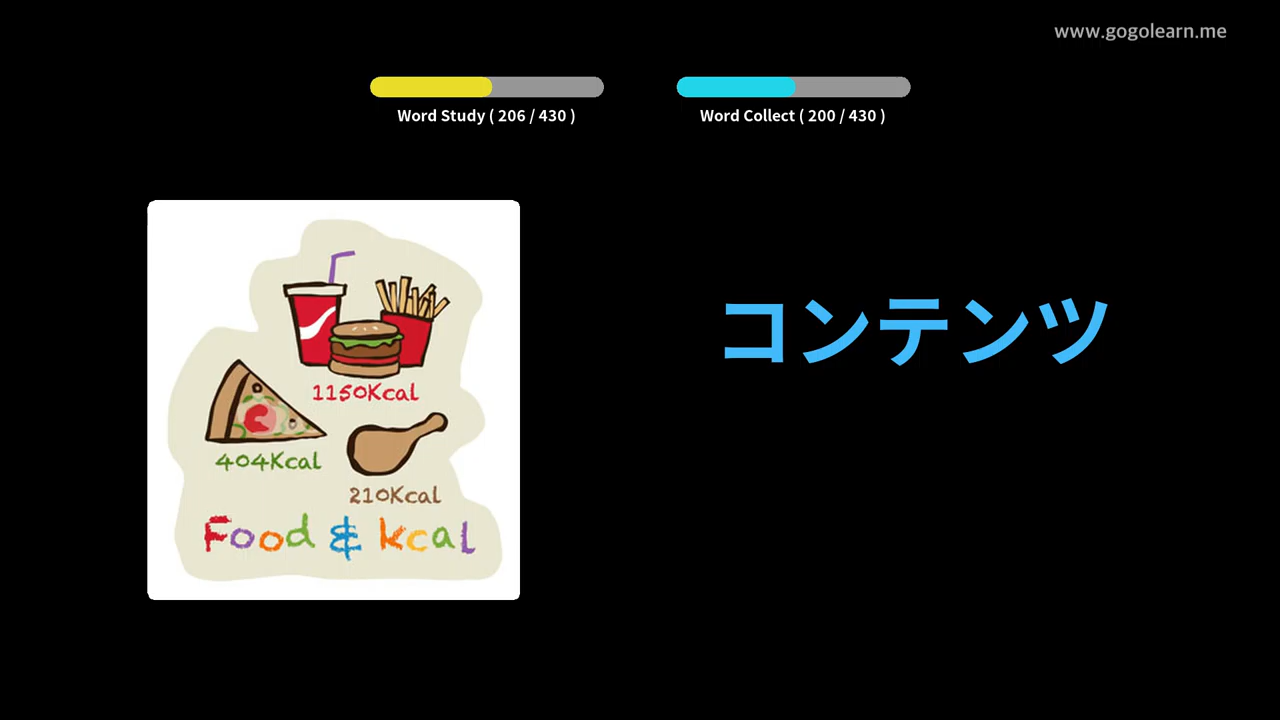 www.gogolearn.me
Word Study ( 206 / 430 )
Word Collect ( 200 / 430 )
1150Kcal
404Kcal
210Kcal
Food & kcal
コンテンツ